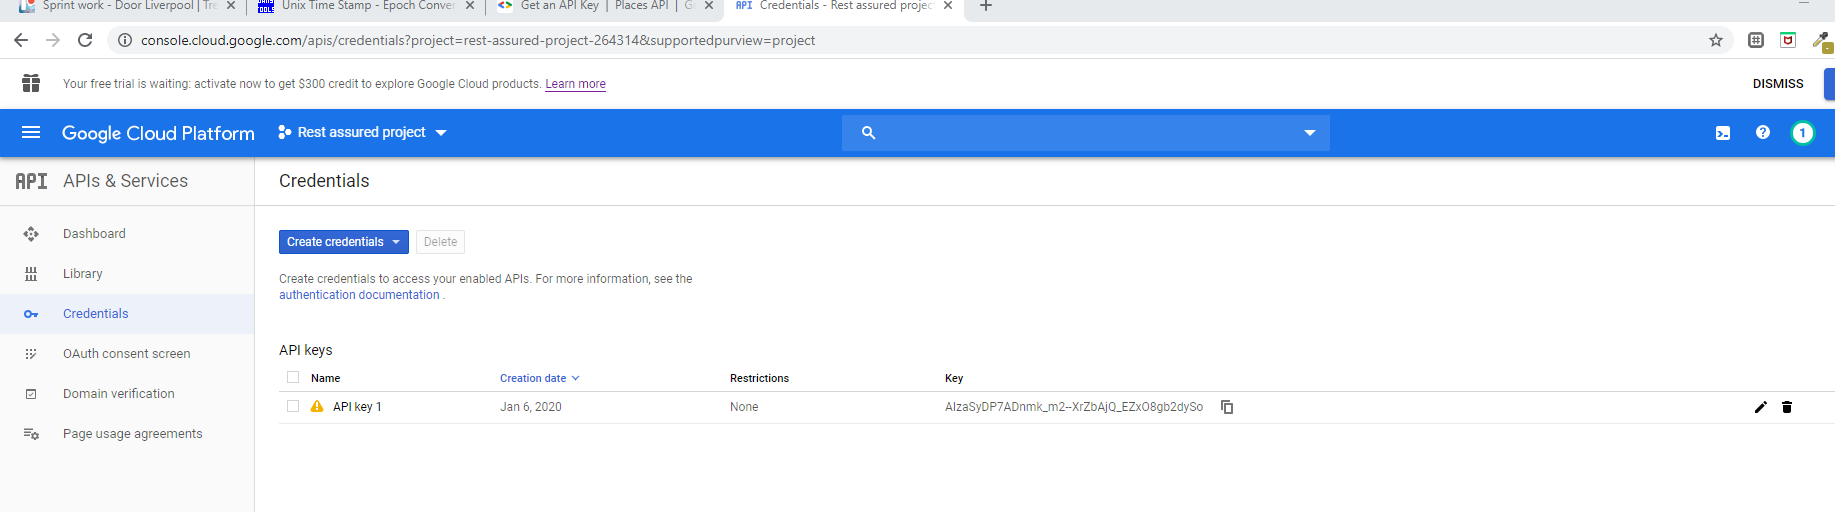 Sprint work - Door Liverpool | Tre
Unix Time Stamp - Epoch Conver
Get an API Key | Places API | G
API Credentials - Rest assured projec
console.cloud.google.com/apis/credentials?project=rest-assured-project-264314&supportedpurview=project
Your free trial is waiting: activate now to get $300 credit to explore Google Cloud products. Learn more
DISMISS
Google Cloud Platform
Rest assured project
1
API APIs & Services
Credentials
Dashboard
Library
Credentials
OAuth consent screen
Domain verification
Page usage agreements
Create credentials
Delete
Create credentials to access your enabled APIs. For more information, see the
authentication documentation .
API keys
Name Creation date Restrictions Key
API key 1 Jan 6, 2020 None AIzaSyDP7ADnmk_m2--XrZbAjQ_EZxO8gb2dySo